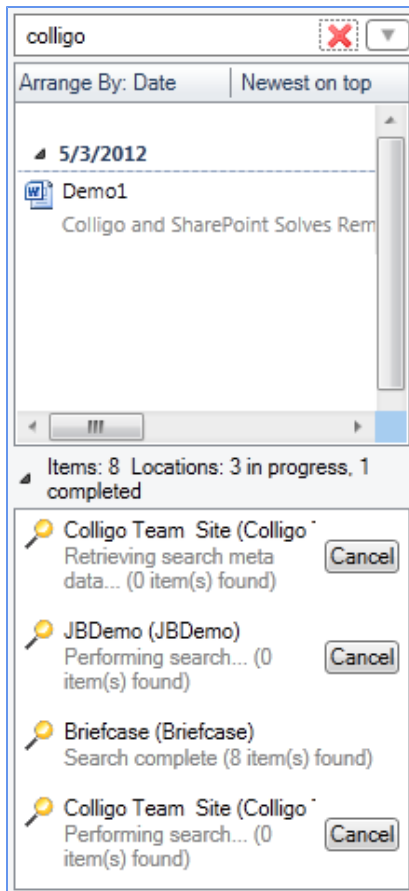 colligo
Arrange By: Date Newest on top
5/3/2012
Demo1
Colligo and SharePoint Solves Rem
Items: 8 Locations: 3 in progress, 1
completed
Colligo Team Site (Colligo
Retrieving search meta
data... (0 item(s) found)
Cancel
JBDemo (JBDemo)
Performing search... (0
item(s) found)
Cancel
Briefcase (Briefcase)
Search complete (8 item(s) found)
Colligo Team Site (Colligo
Performing search... (0
item(s) found)
Cancel